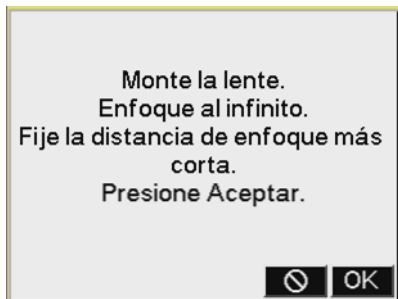 Monte la lente.
Enfoque al infinito.
Fije la distancia de enfoque más
corta.
Presione Aceptar.
OK